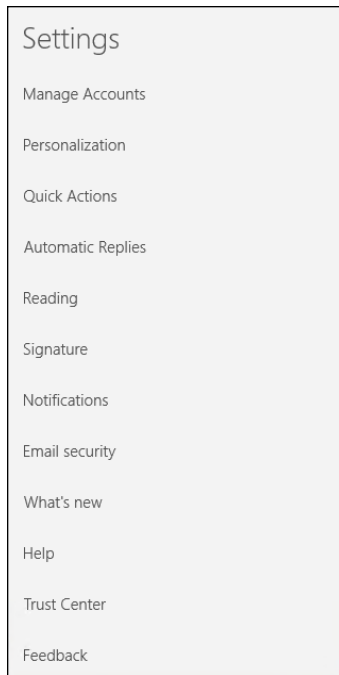 Settings
Manage Accounts
Personalization
Quick Actions
Automatic Replies
Reading
Signature
Notifications
Email security
What's new
Help
Trust Center
Feedback